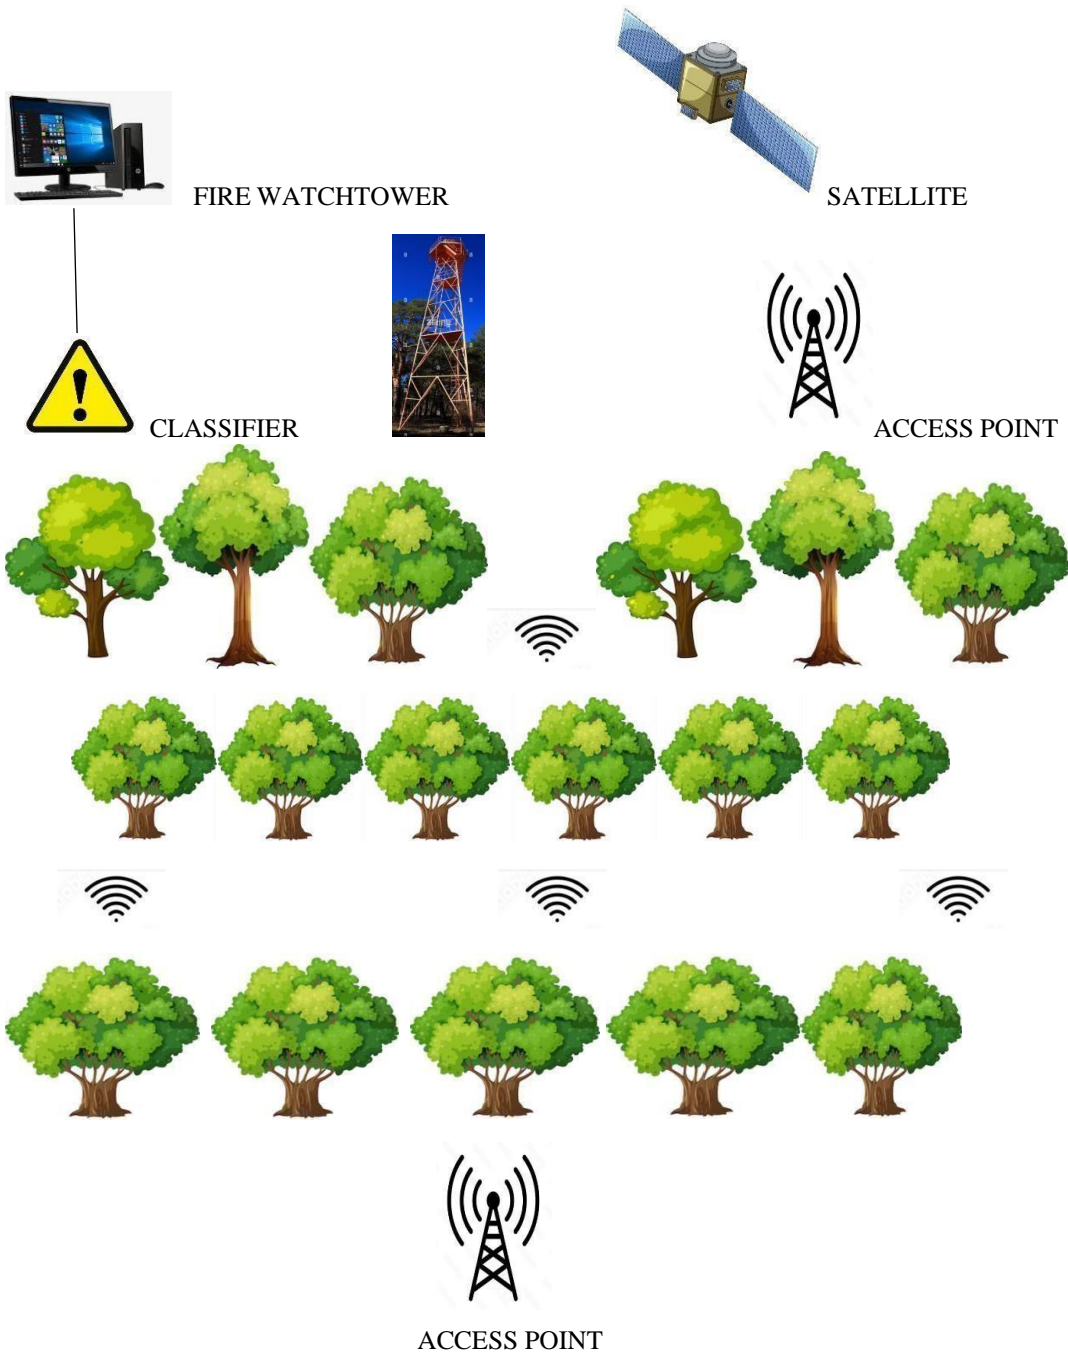 FIRE WATCHTOWER
SATELLITE
CLASSIFIER
ACCESS POINT
ACCESS POINT